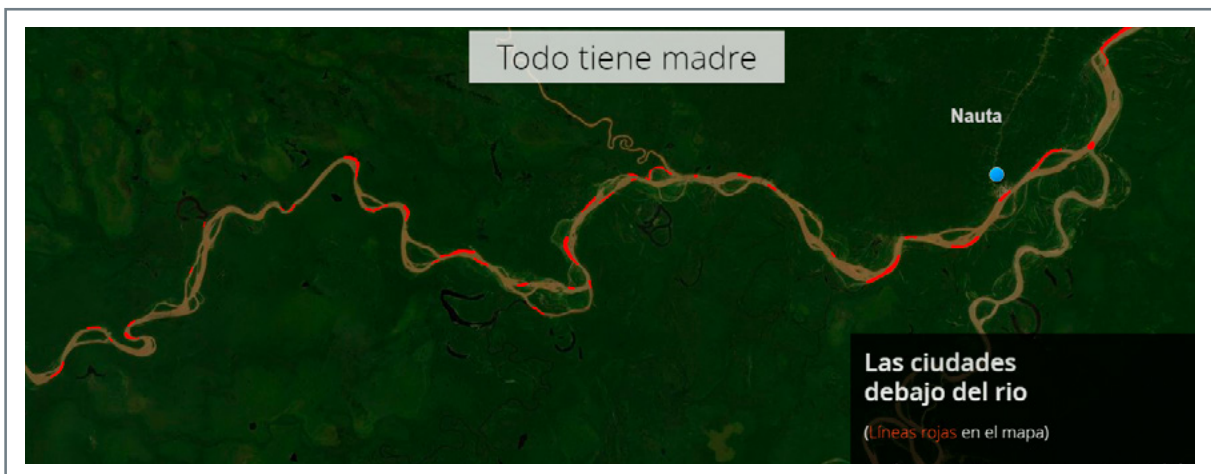 Todo tiene madre
Nauta
Las ciudades
debajo del rio
(Líneas rojas en el mapa)